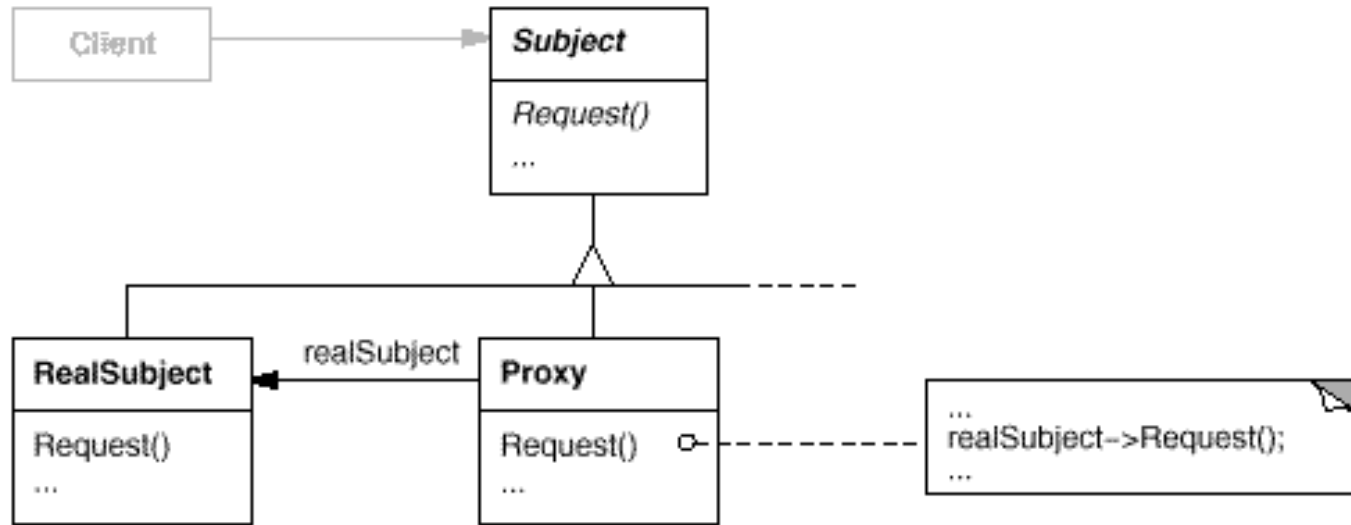 Client
Subject
Request()
...
realSubject
RealSubject
Request()
...
Proxy
Request()
...
...
realSubject->Request();
...